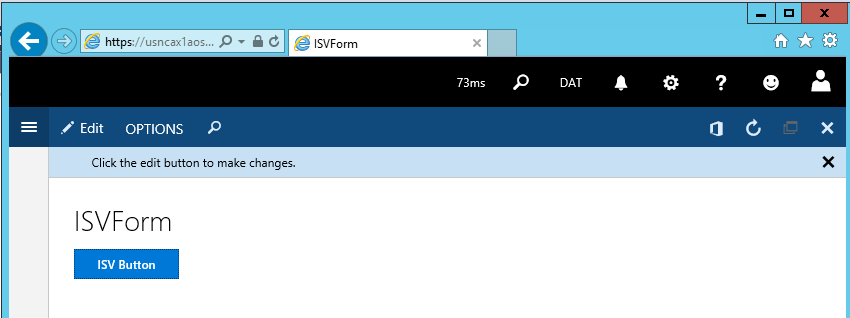 https://usncax1aos...
ISVForm
73ms
DAT
?
Edit
OPTIONS
Click the edit button to make changes.
ISVForm
ISV Button